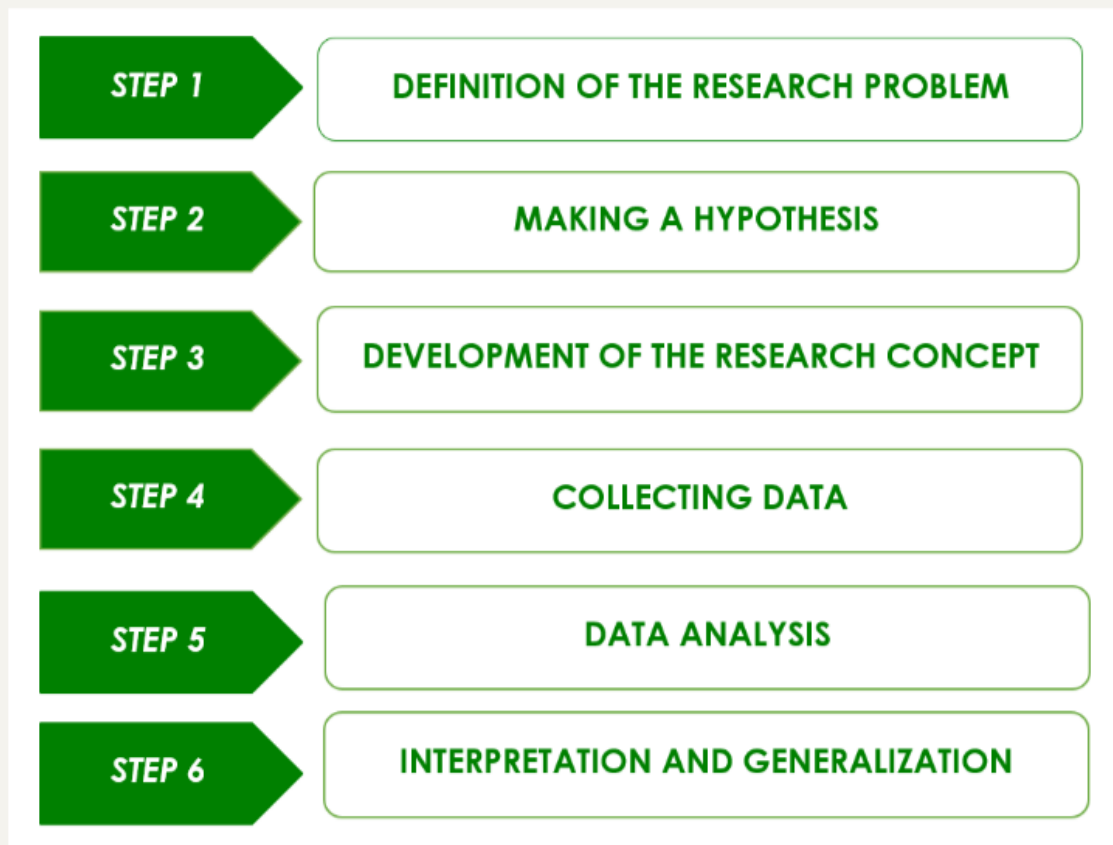 STEP 1
DEFINITION OF THE RESEARCH PROBLEM
STEP 2
MAKING A HYPOTHESIS
STEP 3
DEVELOPMENT OF THE RESEARCH CONCEPT
STEP 4
COLLECTING DATA
STEP 5
DATA ANALYSIS
STEP 6
INTERPRETATION AND GENERALIZATION